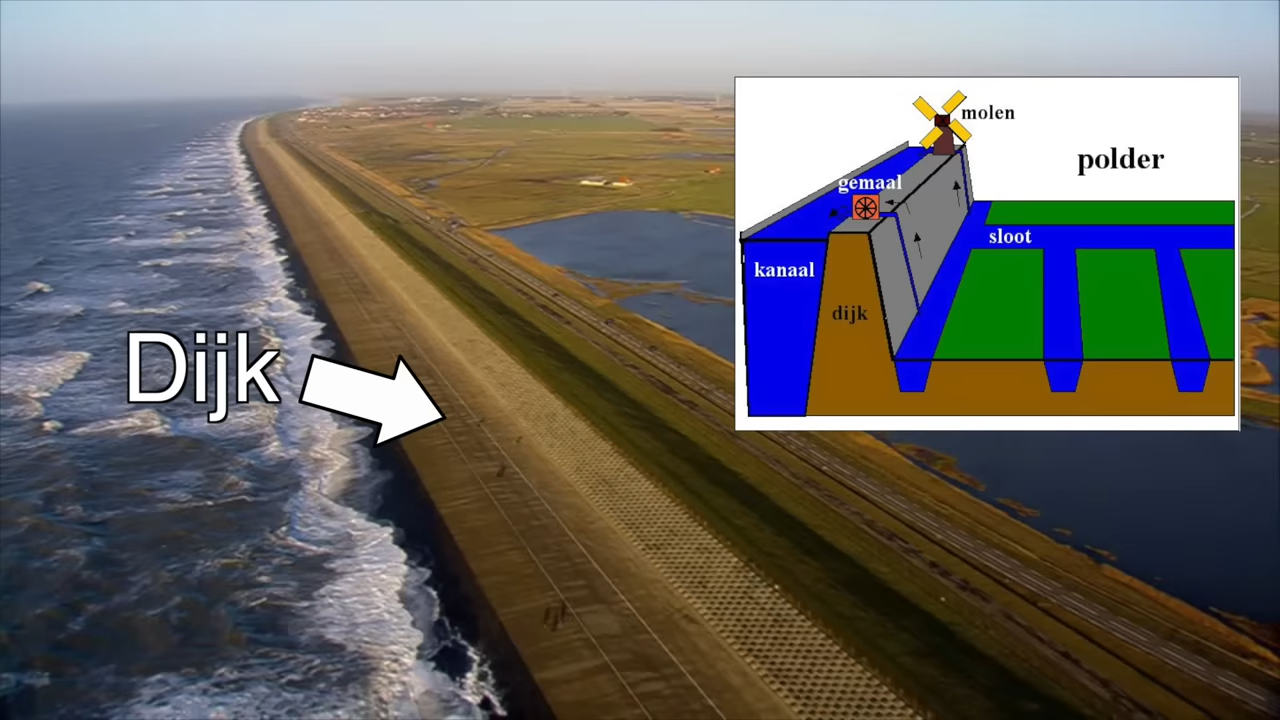 molen
polder
gemaal
sloot
kanaal
dijk
Dijk